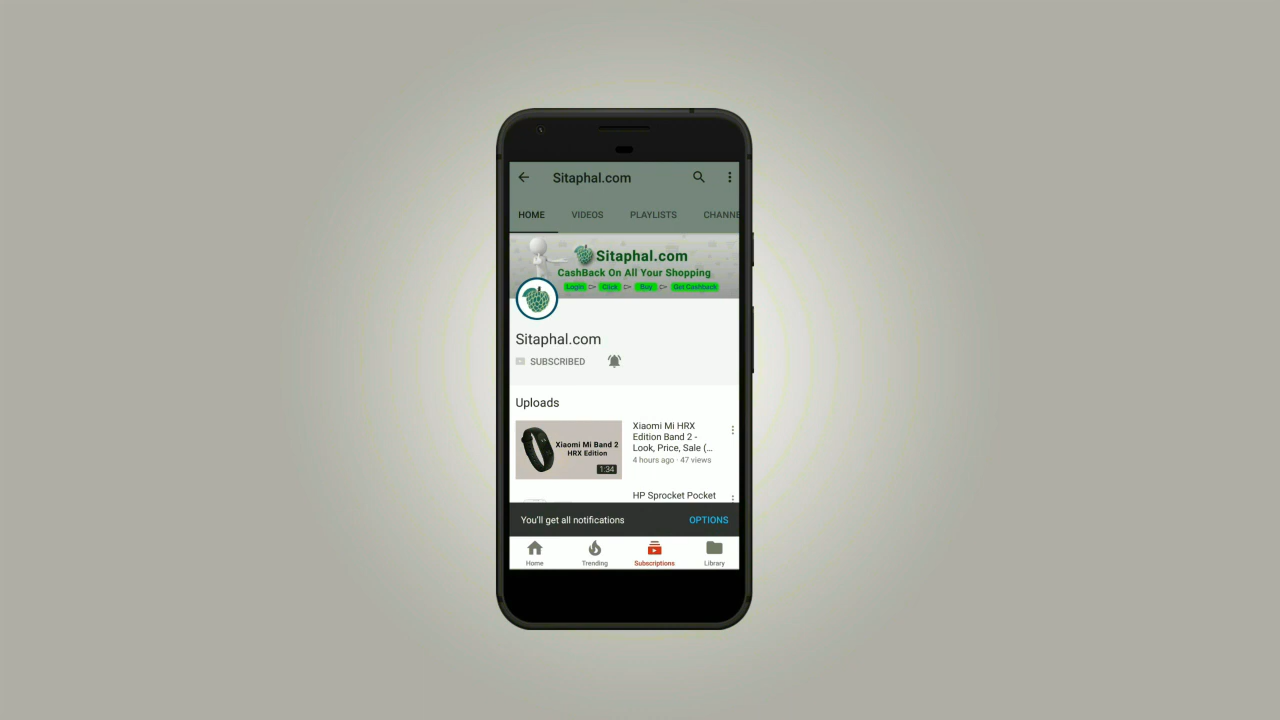 Sitaphal.com
HOME VIDEOS PLAYLISTS CHANNE
Sitaphal.com
CashBack On All Your Shopping
Login Click Buy Get Cashback
Sitaphal.com
SUBSCRIBED
Uploads
Xiaomi Mi Band 2
HRX Edition
1:34
Xiaomi Mi HRX
Edition Band 2 -
Look, Price, Sale (...
4 hours ago · 47 views
HP Sprocket Pocket
You'll get all notifications OPTIONS
Home Trending Subscriptions Library